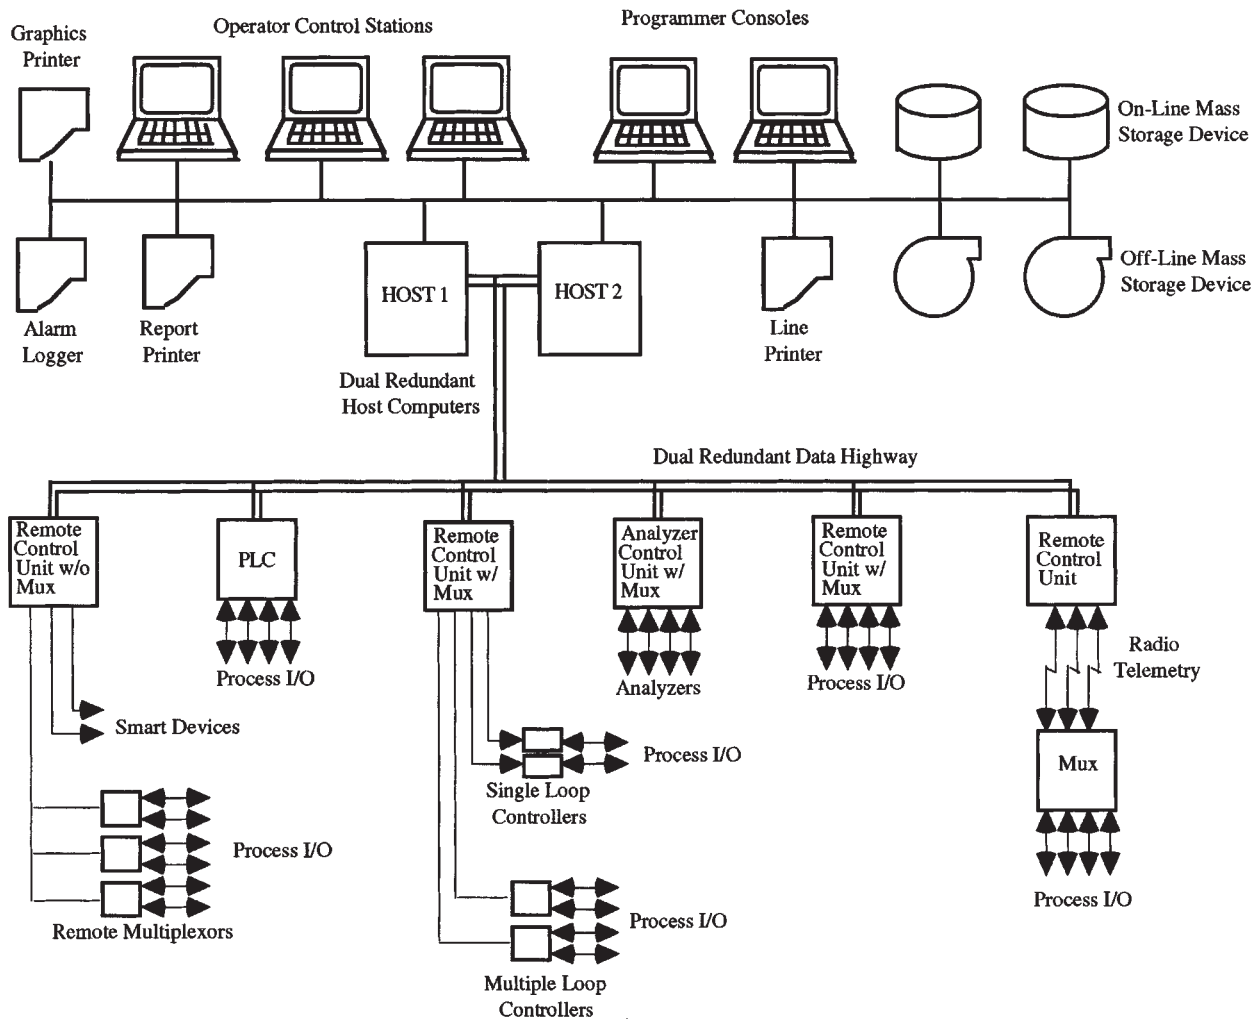 Graphics
Printer
Operator Control Stations
Programmer Consoles
On-Line Mass
Storage Device
HOST 1
HOST 2
Off-Line Mass
Storage Device
Alarm
Logger
Report
Printer
Line
Printer
Dual Redundant
Host Computers
Dual Redundant Data Highway
Remote
Control
Unit w/o
Mux
PLC
Remote
Control
Unit w/
Mux
Analyzer
Control
Unit w/
Mux
Remote
Control
Unit w/
Mux
Remote
Control
Unit
Process I/O
Analyzers
Process I/O
Radio
Telemetry
Smart Devices
Process I/O
Single Loop
Controllers
Mux
Process I/O
Remote Multiplexors
Process I/O
Multiple Loop
Controllers
Process I/O